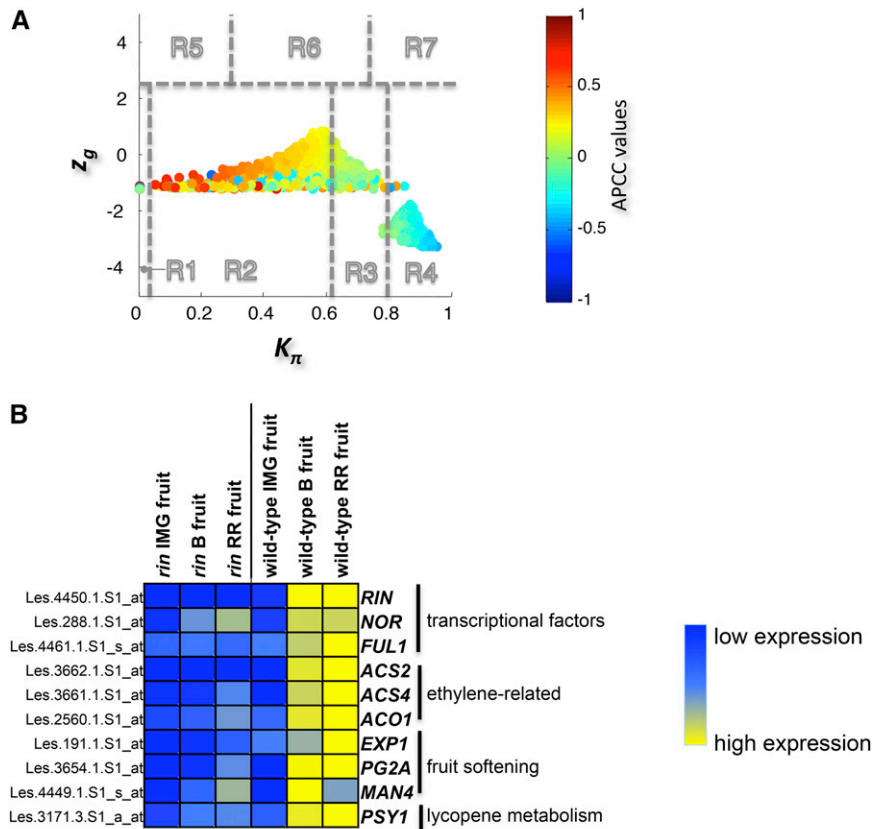 A
R5
R6
R7
4
2
0
-2
-4
z_g
R1
R2
R3
R4
0
0.2
0.4
0.6
0.8
1
K_π
1
0.5
0
-0.5
-1
APCC values
B
rin IMG fruit
rin B fruit
rin RR fruit
wild-type IMG fruit
wild-type B fruit
wild-type RR fruit
Les.4450.1.S1_at RIN
Les.288.1.S1_at NOR
Les.4461.1.S1_s_at FUL1
transcriptional factors
Les.3662.1.S1_at ACS2
Les.3661.1.S1_at ACS4
Les.2560.1.S1_at ACO1
ethylene-related
Les.191.1.S1_at EXP1
Les.3654.1.S1_at PG2A
Les.4449.1.S1_s_at MAN4
fruit softening
Les.3171.3.S1_a_at PSY1
lycopene metabolism
low expression
high expression